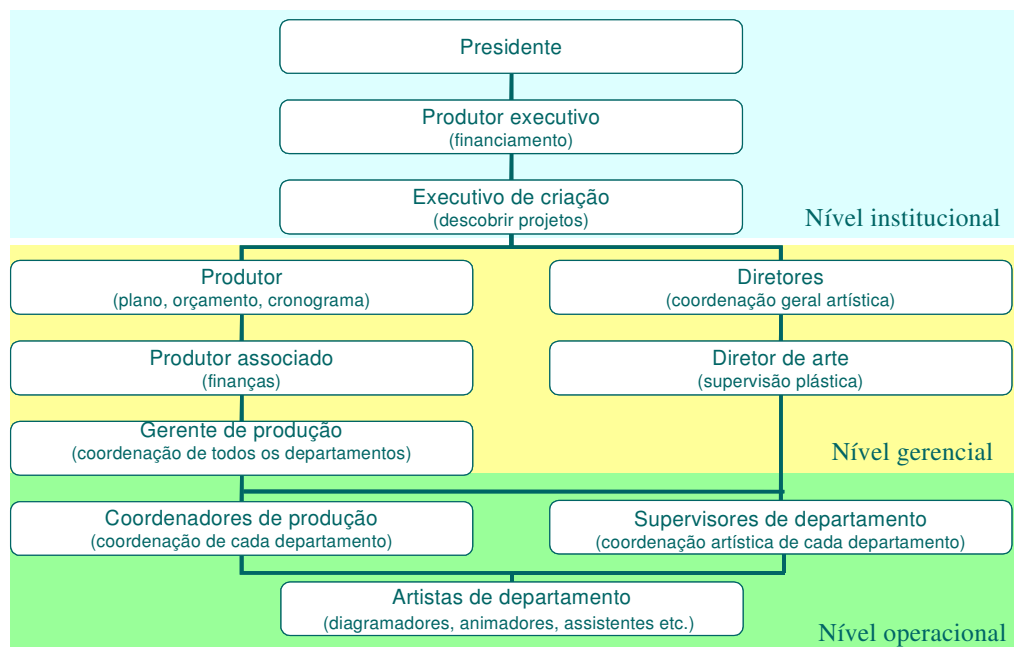 Presidente
Produtor executivo
(financiamento)
Executivo de criação
(descobrir projetos)
Nível institucional
Produtor
(plano, orçamento, cronograma)
Diretores
(coordenação geral artística)
Produtor associado
(finanças)
Diretor de arte
(supervisão plástica)
Gerente de produção
(coordenação de todos os departamentos)
Nível gerencial
Coordenadores de produção
(coordenação de cada departamento)
Supervisores de departamento
(coordenação artística de cada departamento)
Artistas de departamento
(diagramadores, animadores, assistentes etc.)
Nível operacional